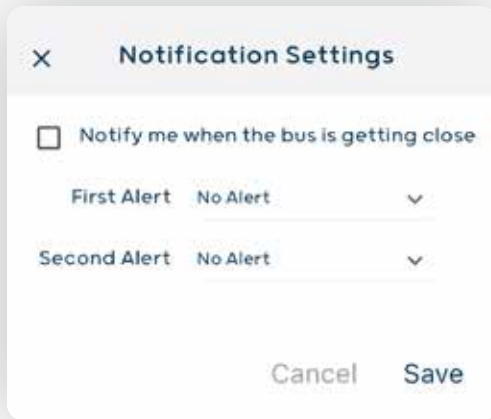 Notification Settings
Notify me when the bus is getting close
First Alert No Alert
Second Alert No Alert
Cancel Save